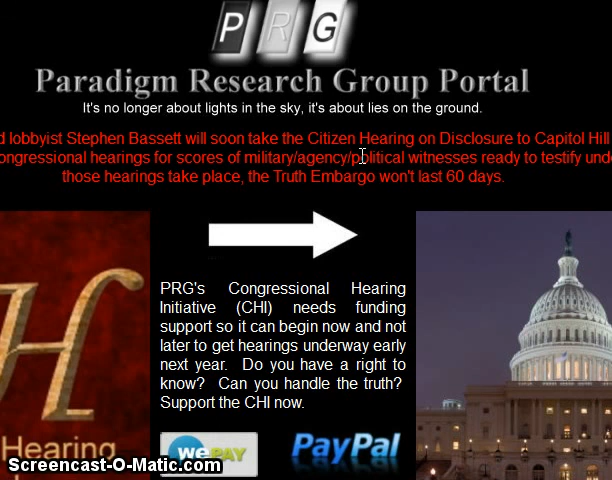 PRG
Paradigm Research Group Portal
It's no longer about lights in the sky, it's about lies on the ground.
lobbyist Stephen Bassett will soon take the Citizen Hearing on Disclosure to Capitol Hill
ongressional hearings for scores of military/agency/political witnesses ready to testify und
those hearings take place, the Truth Embargo won't last 60 days.
H
Hearing
PRG's Congressional Hearing
Initiative (CHI) needs funding
support so it can begin now and not
later to get hearings underway early
next year. Do you have a right to
know? Can you handle the truth?
Support the CHI now.
wepay
PayPal
Screencast-O-Matic.com